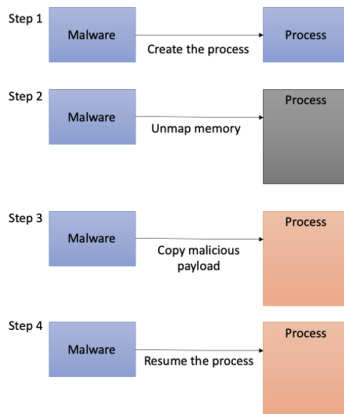 Step 1
Malware
Create the process
Process
Step 2
Malware
Unmap memory
Process
Step 3
Malware
Copy malicious
payload
Process
Step 4
Malware
Resume the process
Process